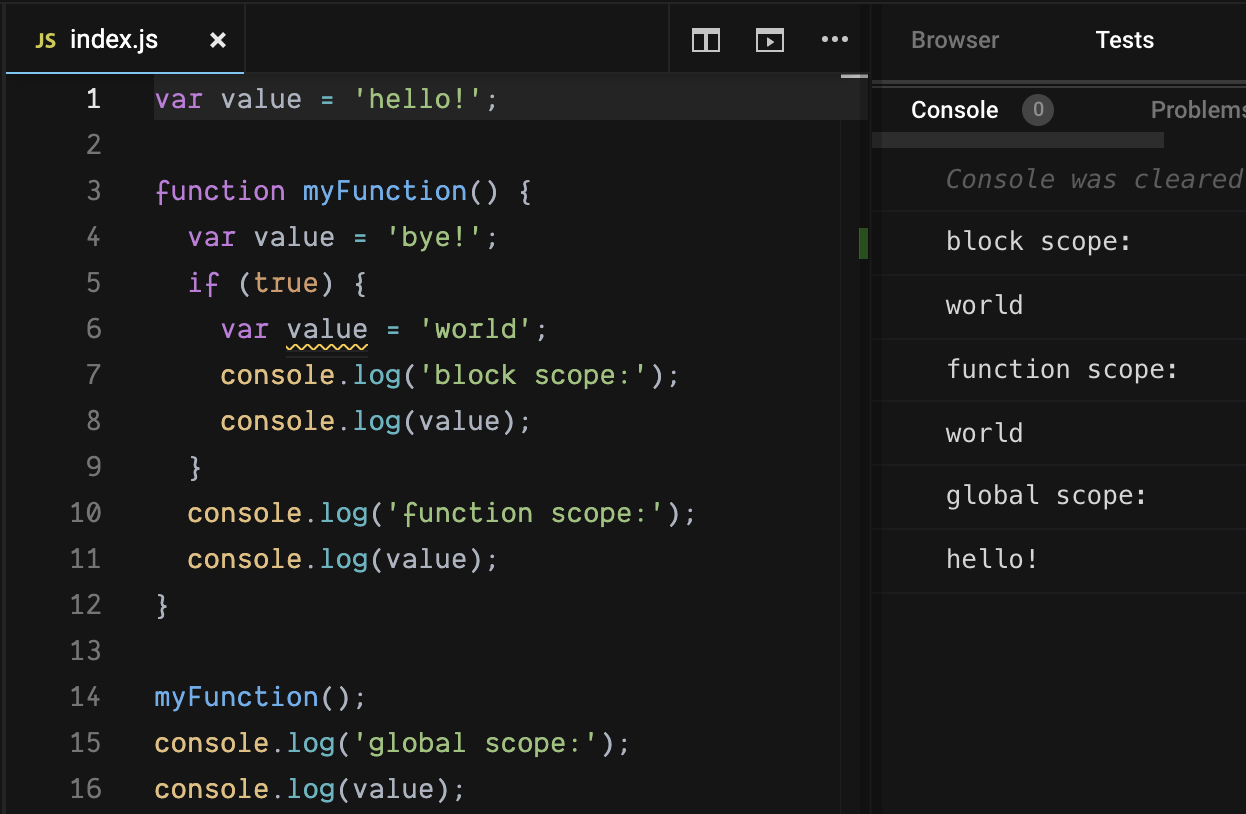 JS index.js ×
1 var value = 'hello!';
2
3 function myFunction() {
4   var value = 'bye!';
5   if (true) {
6     var value = 'world';
7     console.log('block scope:');
8     console.log(value);
9   }
10   console.log('function scope:');
11   console.log(value);
12 }
13
14 myFunction();
15 console.log('global scope:');
16 console.log(value);
Browser Tests
Console 0 Problems
Console was cleared
block scope:
world
function scope:
world
global scope:
hello!